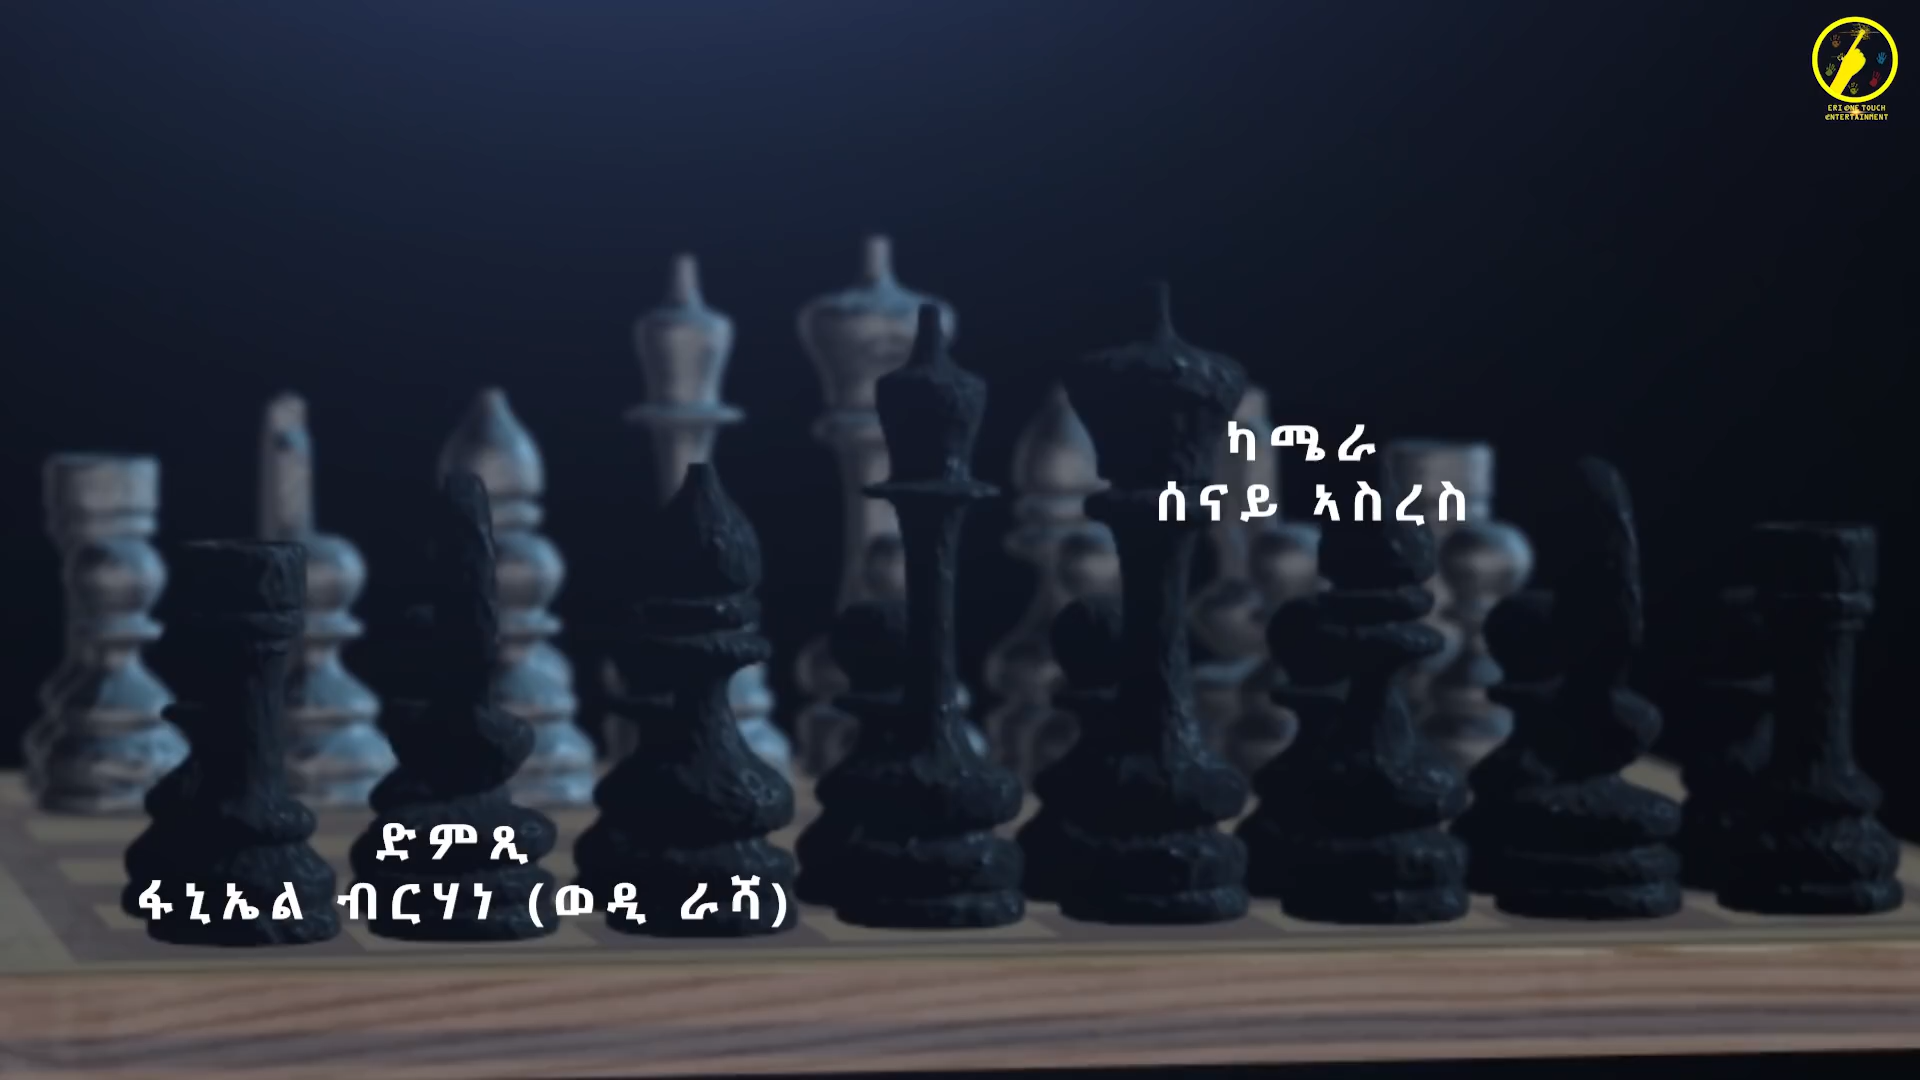 ERI ONE TOUCH
ENTERTAINMENT
ካሜራ
ሰናይ ኣስረስ
ድምጺ
ፋኒኤል ብርሃነ (ወዲ ራሻ)